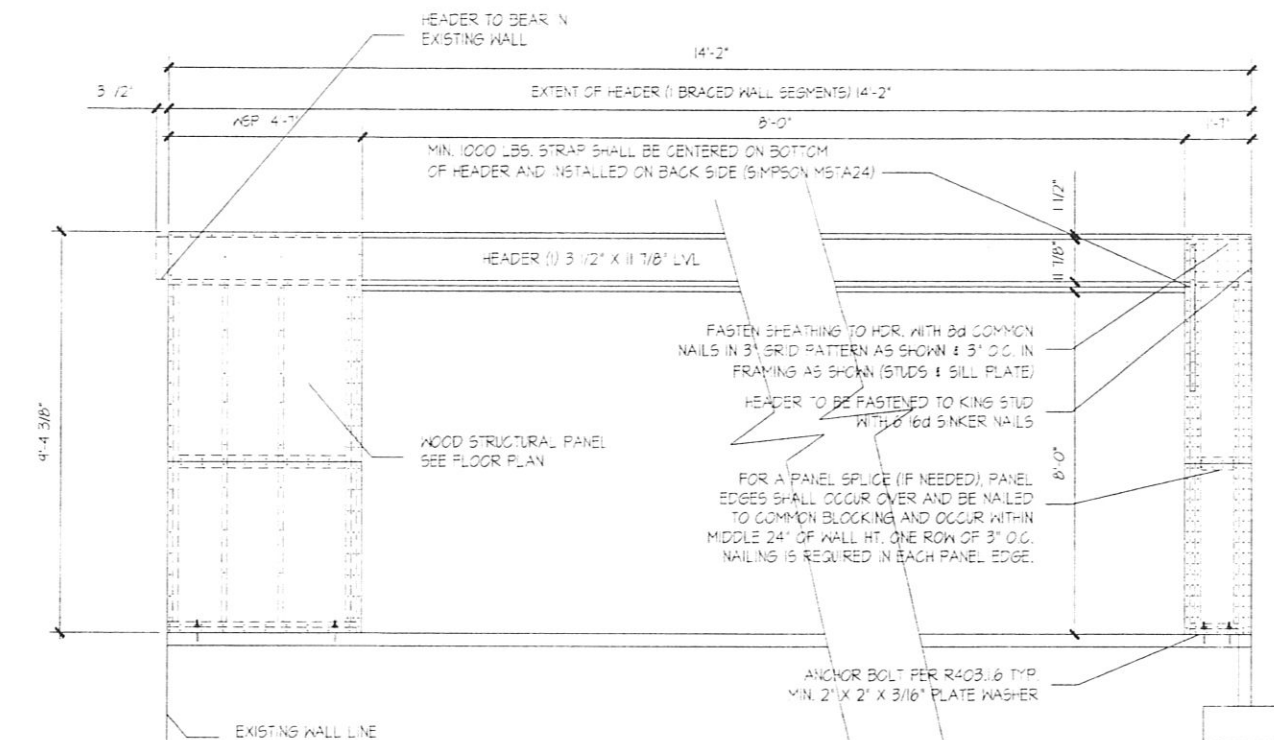 HEADER TO BEAR IN
EXISTING WALL
14'-2"
3 1/2"
EXTENT OF HEADER (1 BRACED WALL SEGMENTS) 14'-2"
WSP 4'-7"
8'-0"
1'-7"
MIN. 1000 LBS. STRAP SHALL BE CENTERED ON BOTTOM
OF HEADER AND INSTALLED ON BACK SIDE (SIMPSON MSTA24)
1 1/2"
HEADER (1) 3 1/2" X 11 7/8" LVL
11 7/8"
FASTEN SHEATHING TO HDR. WITH 8d COMMON
NAILS IN 3" GRID PATTERN AS SHOWN & 3" O.C. IN
FRAMING AS SHOWN (STUDS & SILL PLATE)
HEADER TO BE FASTENED TO KING STUD
WITH 6 16d SINKER NAILS
9'-4 3/8"
WOOD STRUCTURAL PANEL
SEE FLOOR PLAN
8'-0"
FOR A PANEL SPLICE (IF NEEDED), PANEL
EDGES SHALL OCCUR OVER AND BE NAILED
TO COMMON BLOCKING AND OCCUR WITHIN
MIDDLE 24" OF WALL HT. ONE ROW OF 3" O.C.
NAILING IS REQUIRED IN EACH PANEL EDGE.
ANCHOR BOLT PER R403.1.6 TYP.
MIN. 2" X 2" X 3/16" PLATE WASHER
EXISTING WALL LINE